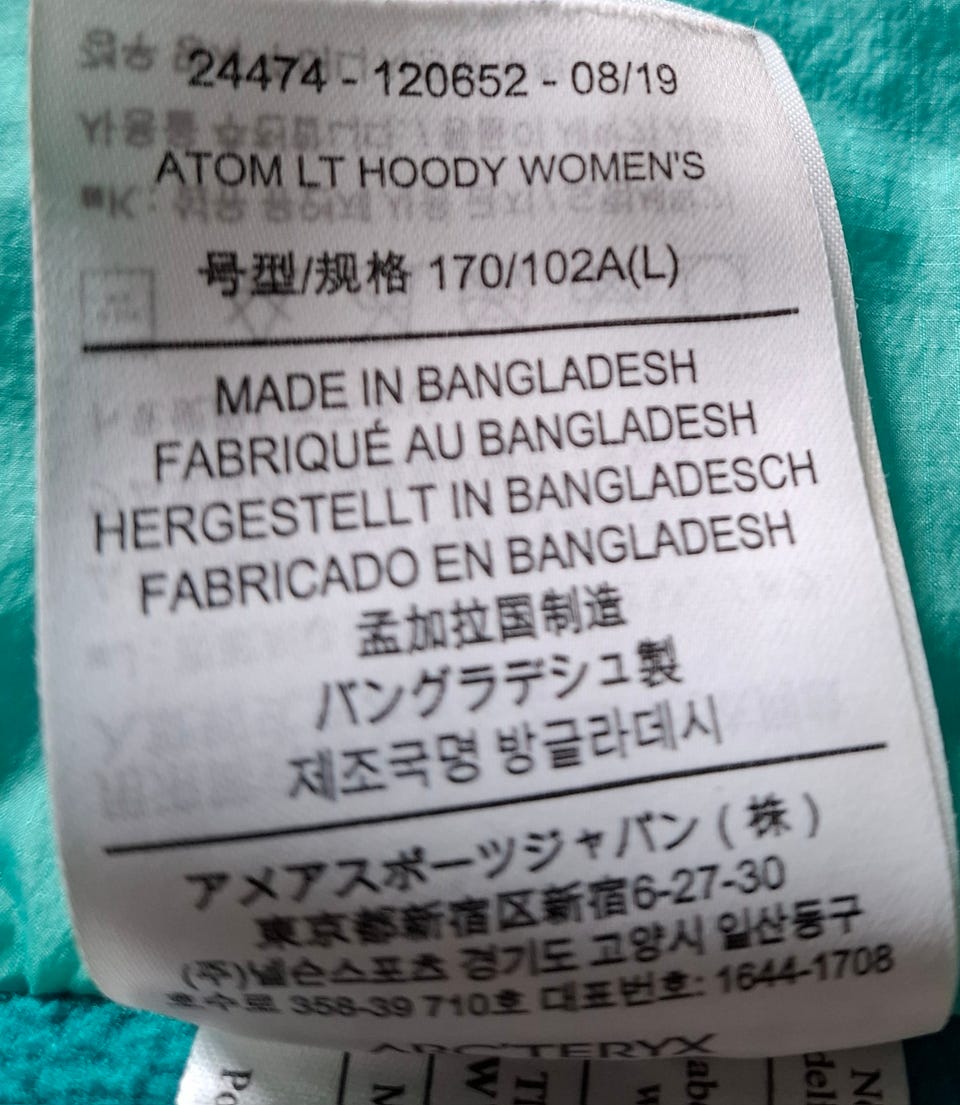 24474 - 120652 - 08/19
ATOM LT HOODY WOMEN'S
号型/规格 170/102A(L)
MADE IN BANGLADESH
FABRIQUÉ AU BANGLADESH
HERGESTELLT IN BANGLADESCH
FABRICADO EN BANGLADESH
孟加拉国制造
バングラデシュ製
제조국명 방글라데시
アメアスポーツジャパン ( 株 )
東京都新宿区新宿6-27-30
(주)넬슨스포츠 경기도 고양시 일산동구
호수로 358-39 710호 대표번호: 1644-1708
ARC'TERYX